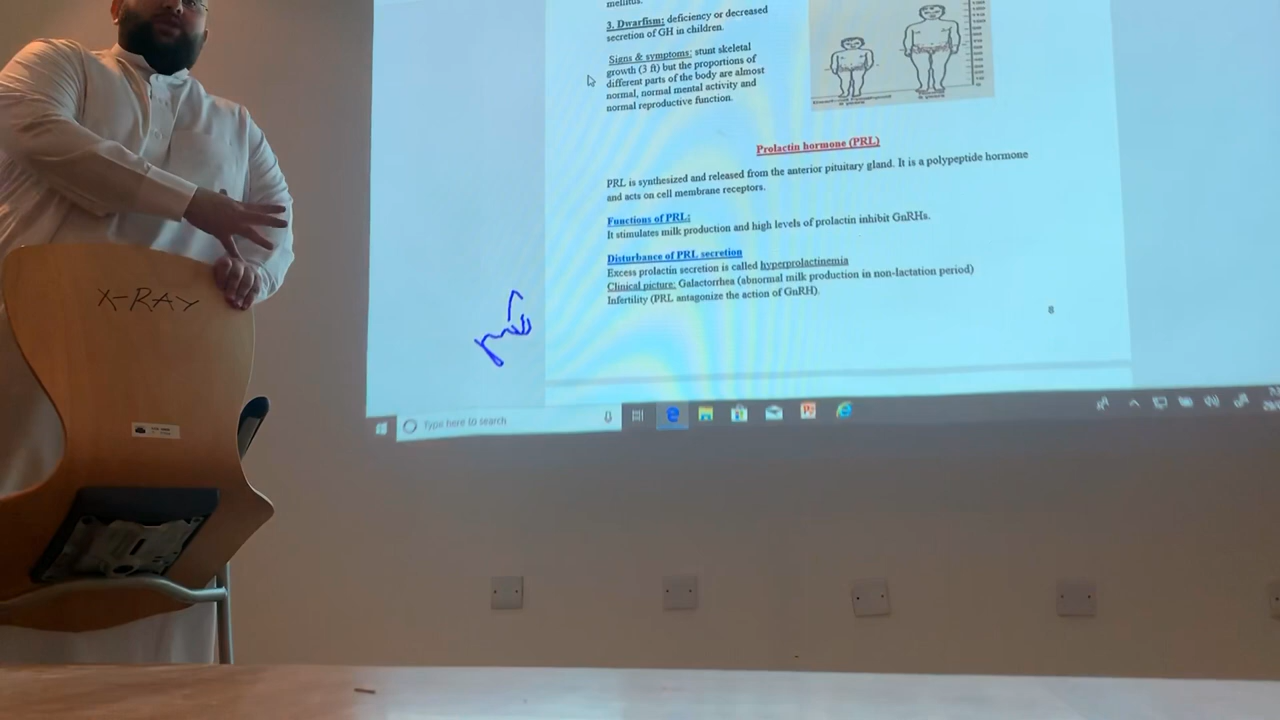 mellitus.
3. Dwarfism: deficiency or decreased
secretion of GH in children.
Signs & symptoms: stunt skeletal
growth (3 ft) but the proportions of
different parts of the body are almost
normal, normal mental activity and
normal reproductive function.
Prolactin hormone (PRL)
PRL is synthesized and released from the anterior pituitary gland. It is a polypeptide hormone
and acts on cell membrane receptors.
Functions of PRL:
It stimulates milk production and high levels of prolactin inhibit GnRHs.
Disturbance of PRL secretion
Excess prolactin secretion is called hyperprolactinemia
Clinical picture: Galactorrhea (abnormal milk production in non-lactation period)
Infertility (PRL antagonize the action of GnRH).
8
Type here to search
X-RAY